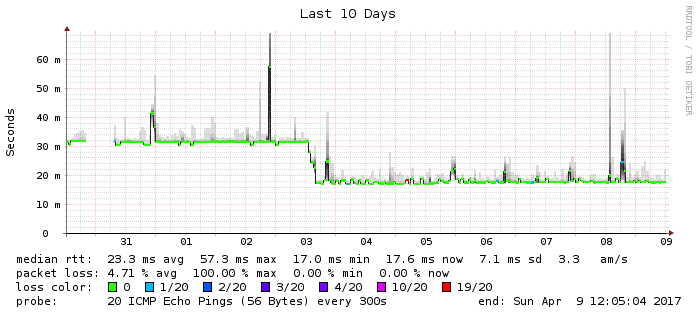 Last 10 Days
RRDTOOL / TOBI OETIKER
Seconds
60 m
50 m
40 m
30 m
20 m
10 m
0
31 01 02 03 04 05 06 07 08 09
median rtt: 23.3 ms avg 57.3 ms max 17.0 ms min 17.6 ms now 7.1 ms sd 3.3 am/s
packet loss: 4.71 % avg 100.00 % max 0.00 % min 0.00 % now
loss color: 0 1/20 2/20 3/20 4/20 10/20 19/20
probe: 20 ICMP Echo Pings (56 Bytes) every 300s end: Sun Apr 9 12:05:04 2017